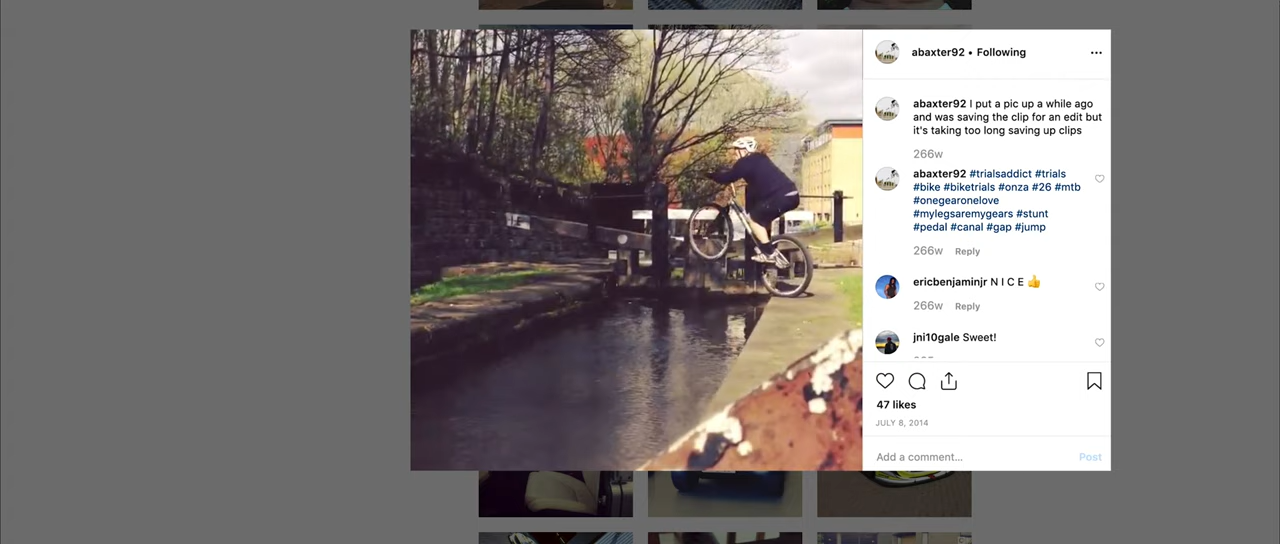 abaxter92 • Following
abaxter92 I put a pic up a while ago
and was saving the clip for an edit but
it's taking too long saving up clips
266w
abaxter92 #trialsaddict #trials
#bike #biketrials #onza #26 #mtb
#onegearonelove
#mylegsaremygears #stunt
#pedal #canal #gap #jump
266w Reply
ericbenjaminjr N I C E 👍
266w Reply
jni10gale Sweet!
47 likes
JULY 8, 2014
Add a comment... Post